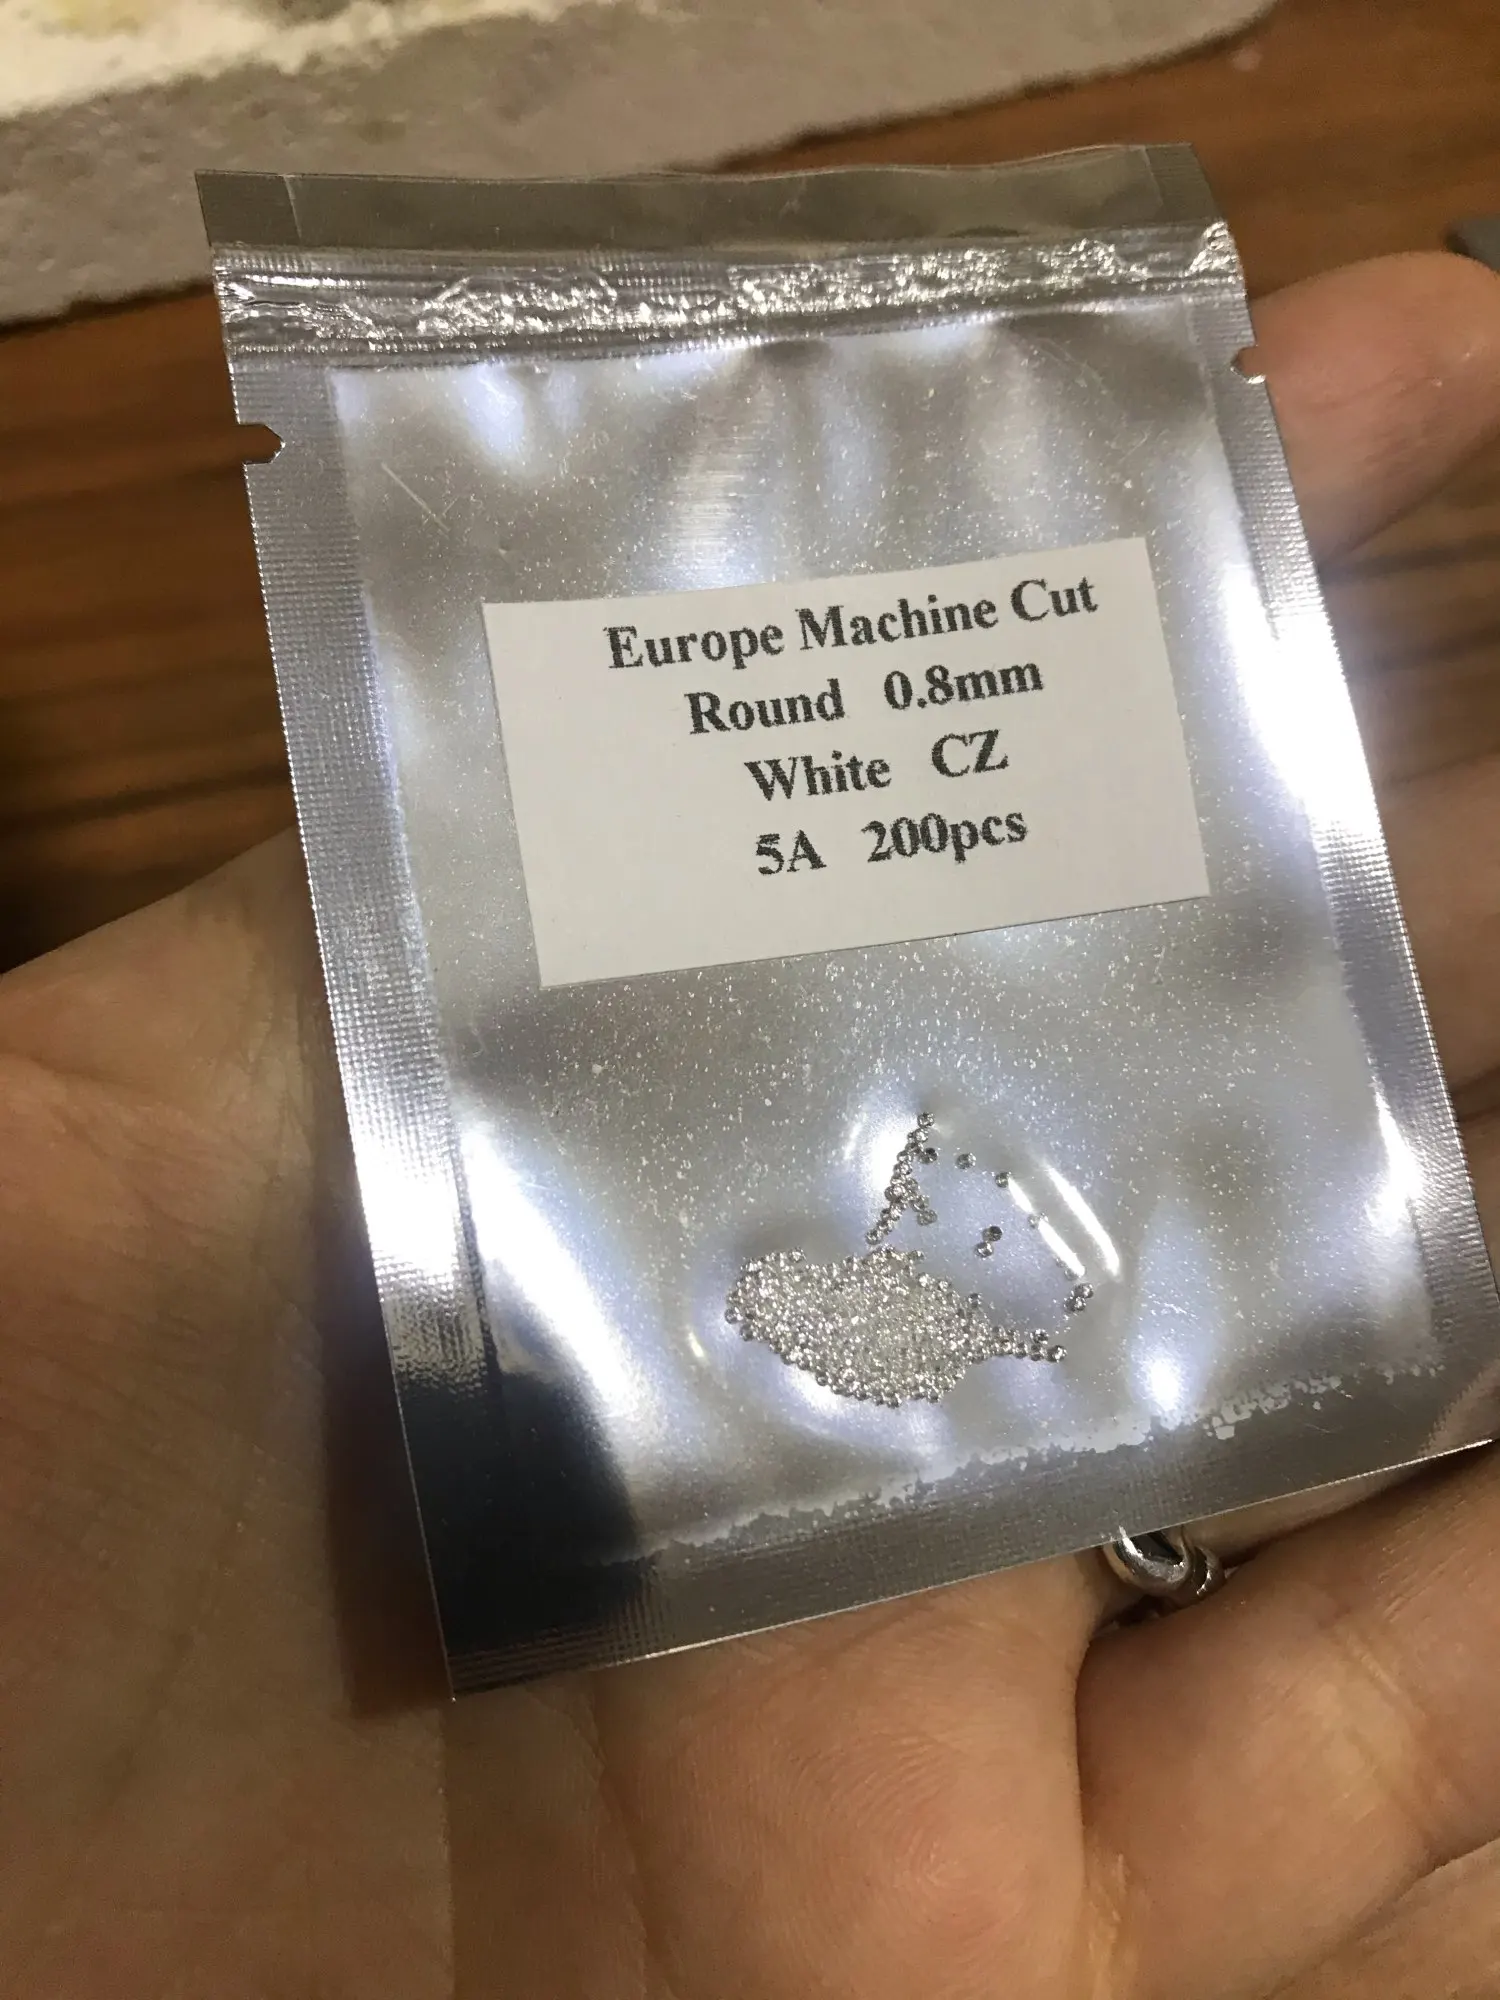 Europe Machine Cut
Round 0.8mm
White CZ
5A 200pcs